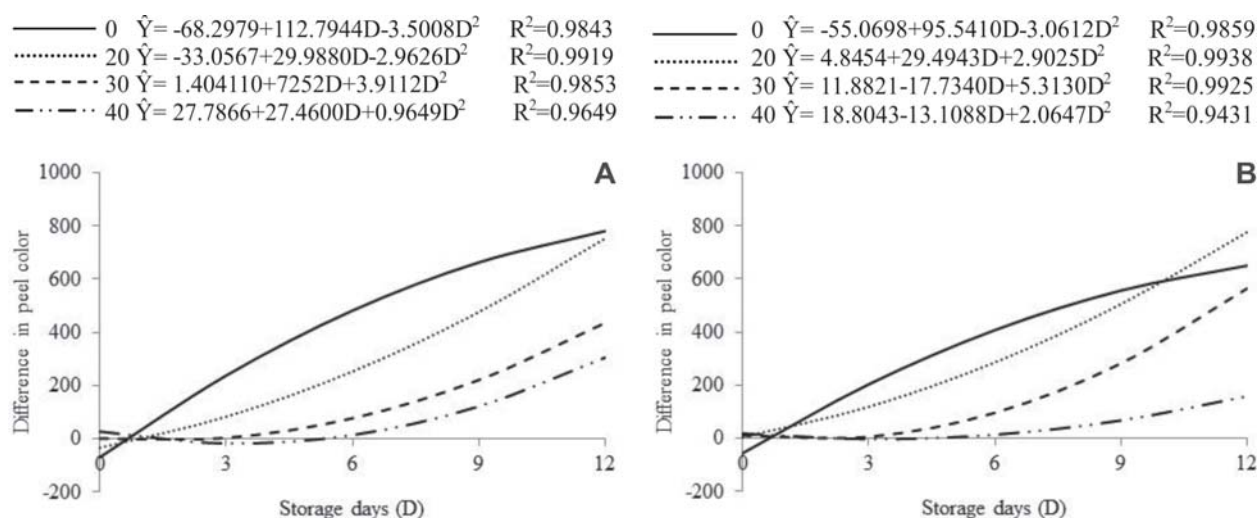 0 Ŷ= -68.2979+112.7944D-3.5008D² R²=0.9843
20 Ŷ= -33.0567+29.9880D-2.9626D² R²=0.9919
30 Ŷ= 1.404110+7252D+3.9112D² R²=0.9853
40 Ŷ= 27.7866+27.4600D+0.9649D² R²=0.9649
0 Ŷ= -55.0698+95.5410D-3.0612D² R²=0.9859
20 Ŷ= 4.8454+29.4943D+2.9025D² R²=0.9938
30 Ŷ= 11.8821-17.7340D+5.3130D² R²=0.9925
40 Ŷ= 18.8043-13.1088D+2.0647D² R²=0.9431
A
Difference in peel color
1000
800
600
400
200
0
-200
0 3 6 9 12
Storage days (D)
B
Difference in peel color
1000
800
600
400
200
0
-200
0 3 6 9 12
Storage days (D)